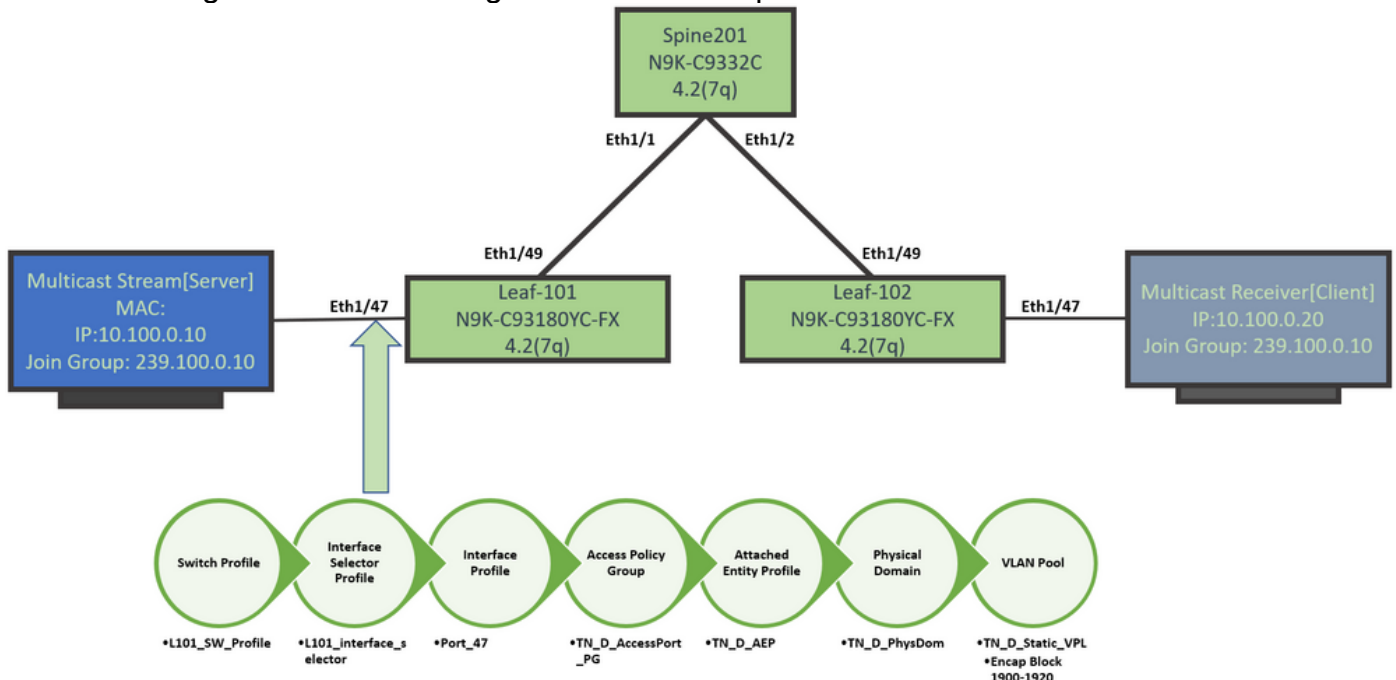 Spine201
N9K-C9332C
4.2(7q)
Eth1/1
Eth1/2
Eth1/49
Eth1/49
Multicast Stream[Server]
MAC:
IP:10.100.0.10
Join Group: 239.100.0.10
Eth1/47
Leaf-101
N9K-C93180YC-FX
4.2(7q)
Leaf-102
N9K-C93180YC-FX
4.2(7q)
Eth1/47
Multicast Receiver[Client]
IP:10.100.0.20
Join Group: 239.100.0.10
Switch Profile
Interface
Selector
Profile
Interface
Profile
Access Policy
Group
Attached
Entity Profile
Physical
Domain
VLAN Pool
•L101_SW_Profile
•L101_interface_s
elector
•Port_47
•TN_D_AccessPort
_PG
•TN_D_AEP
•TN_D_PhysDom
•TN_D_Static_VPL
•Encap Block
1900-1920